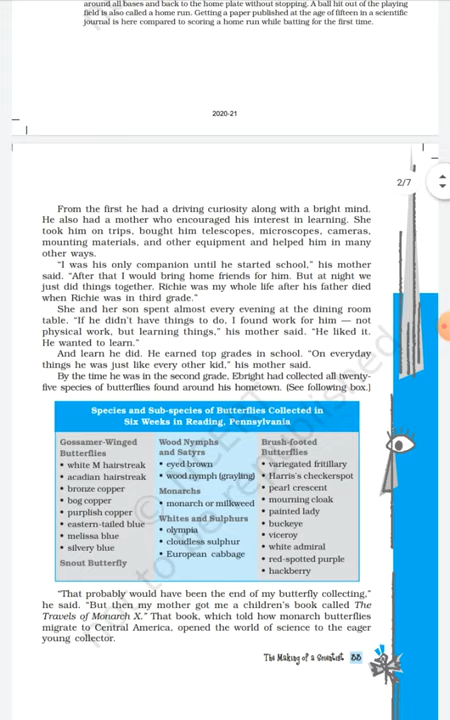 around all bases and back to the home plate without stopping. A ball hit out of the playing
field is also called a home run. Getting a paper published at the age of fifteen in a scientific
journal is here compared to scoring a home run while batting for the first time.
2020-21
2/7
From the first he had a driving curiosity along with a bright mind.
He also had a mother who encouraged his interest in learning. She
took him on trips, bought him telescopes, microscopes, cameras,
mounting materials, and other equipment and helped him in many
other ways.
“I was his only companion until he started school,” his mother
said. “After that I would bring home friends for him. But at night we
just did things together. Richie was my whole life after his father died
when Richie was in third grade.”
She and her son spent almost every evening at the dining room
table. “If he didn’t have things to do, I found work for him — not
physical work, but learning things,” his mother said. “He liked it.
He wanted to learn.”
And learn he did. He earned top grades in school. “On everyday
things he was just like every other kid,” his mother said.
By the time he was in the second grade, Ebright had collected all twenty-
five species of butterflies found around his hometown. (See following box.)
Species and Sub-species of Butterflies Collected in
Six Weeks in Reading, Pennsylvania
Gossamer-Winged
Butterflies
• white M hairstreak
• acadian hairstreak
• bronze copper
• bog copper
• purplish copper
• eastern-tailed blue
• melissa blue
• silvery blue
Snout Butterfly
Wood Nymphs
and Satyrs
• eyed brown
• wood nymph (grayling)
Monarchs
• monarch or milkweed
Whites and Sulphurs
• olympia
• cloudless sulphur
• European cabbage
Brush-footed
Butterflies
• variegated fritillary
• Harris’s checkerspot
• pearl crescent
• mourning cloak
• painted lady
• buckeye
• viceroy
• white admiral
• red-spotted purple
• hackberry
“That probably would have been the end of my butterfly collecting,”
he said. “But then my mother got me a children’s book called The
Travels of Monarch X.” That book, which told how monarch butterflies
migrate to Central America, opened the world of science to the eager
young collector.
The Making of a Scientist 33
© NCERT
not to be republished